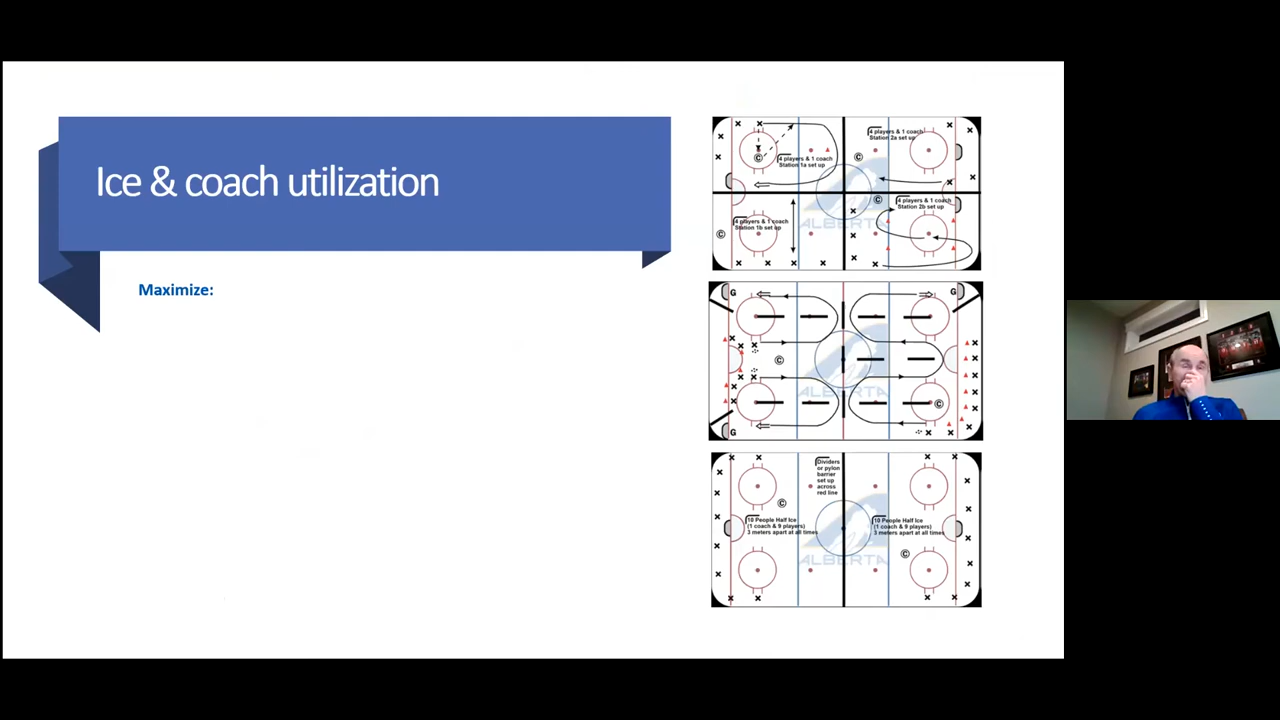 Ice & coach utilization
Maximize:
4 players & 1 coach
Station 1a set up
4 players & 1 coach
Station 2a set up
4 players & 1 coach
Station 1b set up
4 players & 1 coach
Station 2b set up
C
C
C
C
ALBERTA
G
G
C
C
G
ALBERTA
Dividers
or pylon
barrier
set up
across
red line
C
10 People Half Ice
(1 coach & 9 players)
3 meters apart at all times
10 People Half Ice
(1 coach & 9 players)
3 meters apart at all times
C
ALBERTA